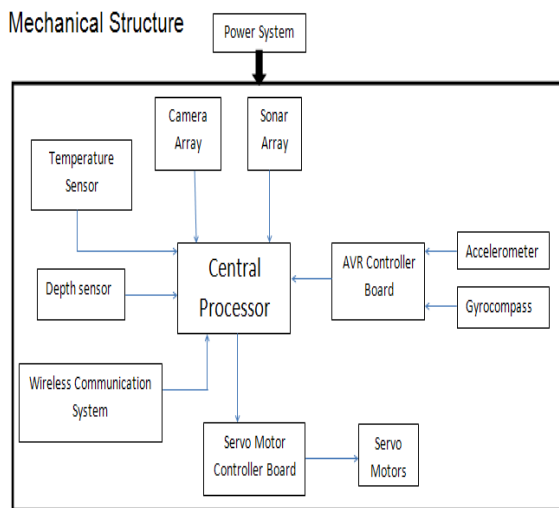 Mechanical Structure
Power System
Camera
Array
Sonar
Array
Temperature
Sensor
Central
Processor
AVR Controller
Board
Accelerometer
Depth sensor
Gyrocompass
Wireless Communication
System
Servo Motor
Controller Board
Servo
Motors